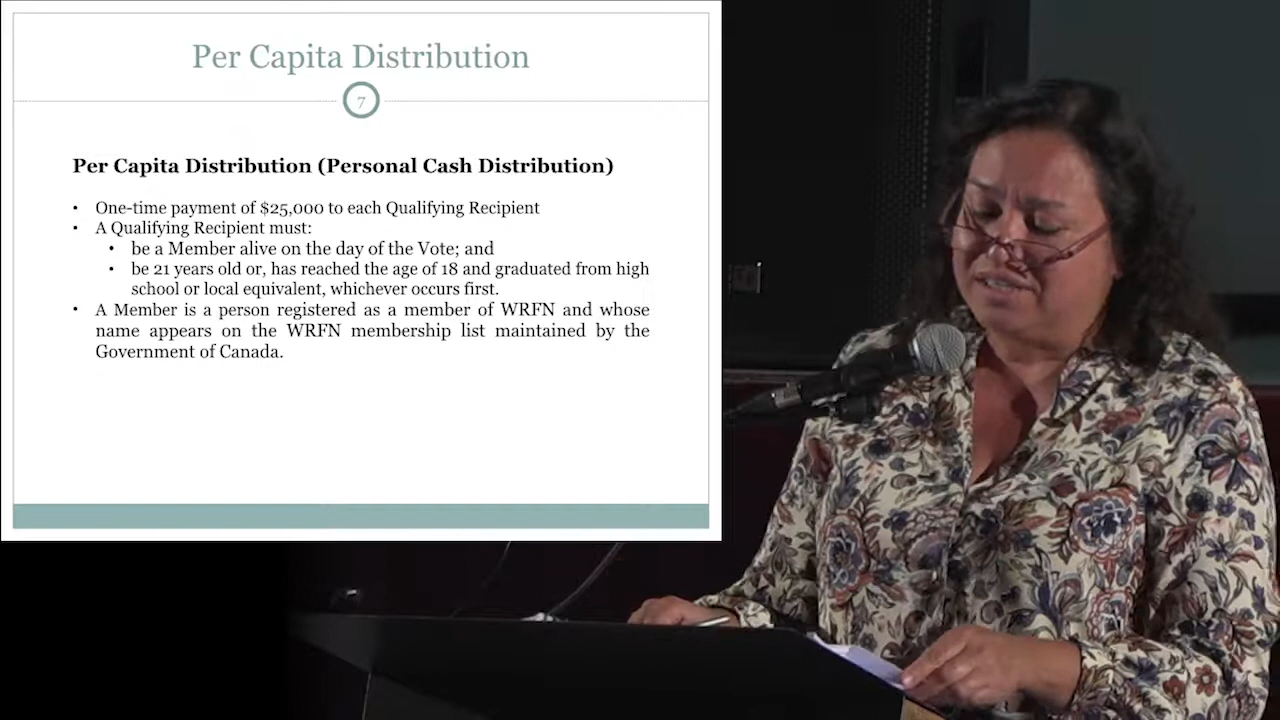 Per Capita Distribution
7
Per Capita Distribution (Personal Cash Distribution)
• One-time payment of $25,000 to each Qualifying Recipient
• A Qualifying Recipient must:
• be a Member alive on the day of the Vote; and
• be 21 years old or, has reached the age of 18 and graduated from high
school or local equivalent, whichever occurs first.
• A Member is a person registered as a member of WRFN and whose
name appears on the WRFN membership list maintained by the
Government of Canada.